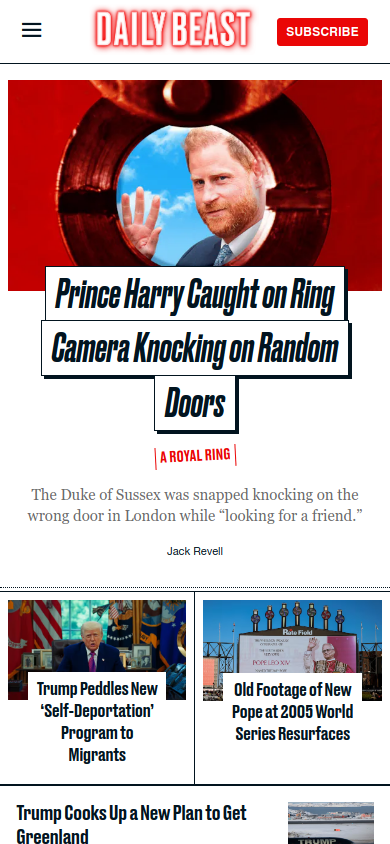 DAILY BEAST
SUBSCRIBE
Prince Harry Caught on Ring
Camera Knocking on Random
Doors
A ROYAL RING
The Duke of Sussex was snapped knocking on the
wrong door in London while “looking for a friend.”
Jack Revell
Trump Peddles New
‘Self-Deportation’
Program to
Migrants
Rate Field
POPE LEO XIV
Old Footage of New
Pope at 2005 World
Series Resurfaces
Trump Cooks Up a New Plan to Get
Greenland
TRUMP